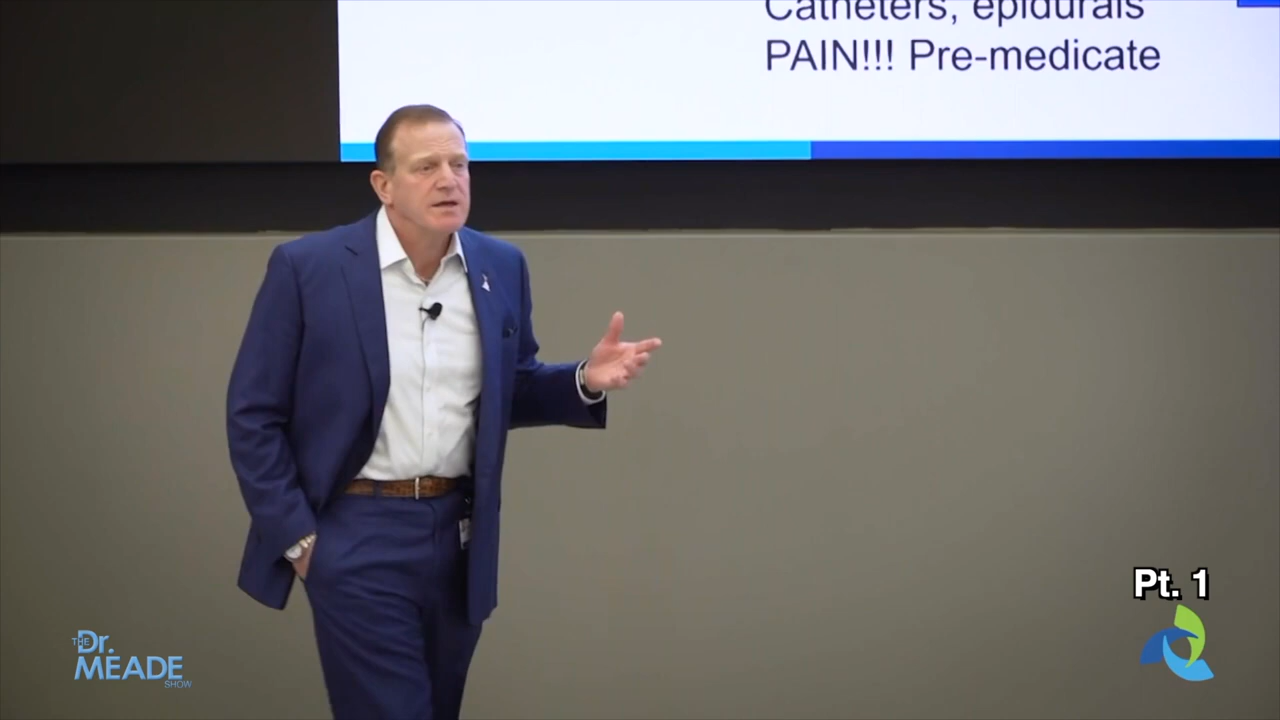 Catheters, epidurals
PAIN!!! Pre-medicate
Pt. 1
THE Dr.
MEADE
SHOW